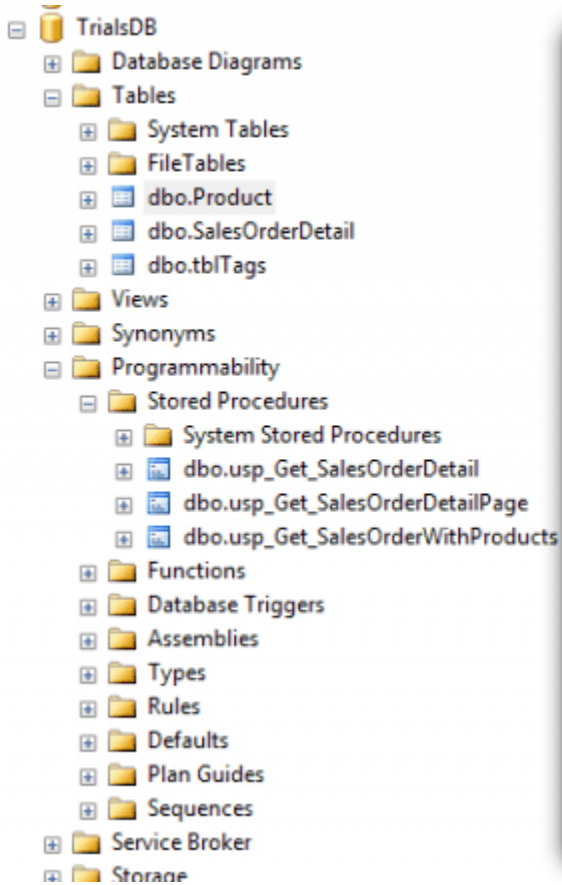 TrialsDB
Database Diagrams
Tables
System Tables
FileTables
dbo.Product
dbo.SalesOrderDetail
dbo.tblTags
Views
Synonyms
Programmability
Stored Procedures
System Stored Procedures
dbo.usp_Get_SalesOrderDetail
dbo.usp_Get_SalesOrderDetailPage
dbo.usp_Get_SalesOrderWithProducts
Functions
Database Triggers
Assemblies
Types
Rules
Defaults
Plan Guides
Sequences
Service Broker
Storage